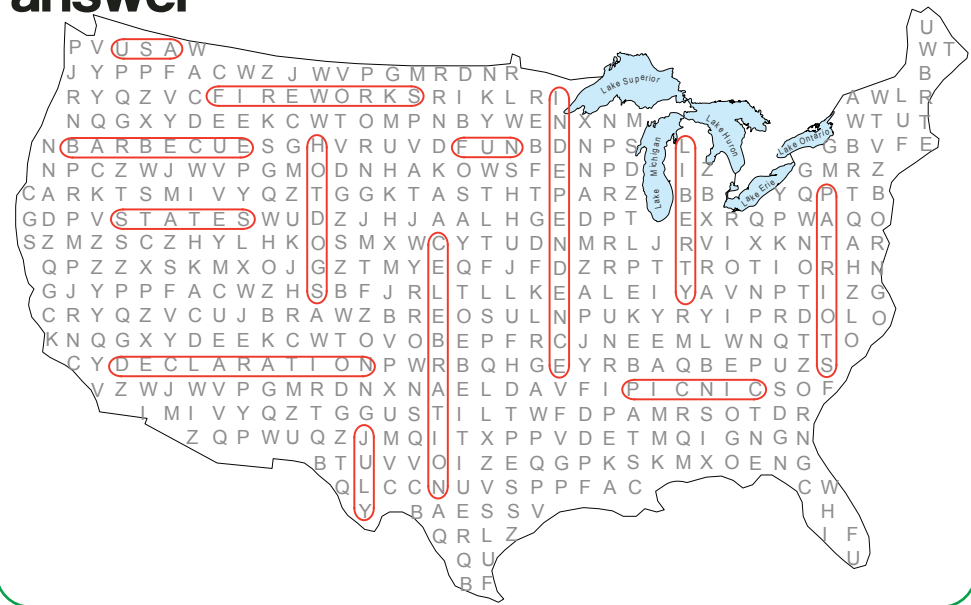 answer
U
P V U S A W W T
J Y P P F A C W Z J W V P G M R D N R B
Lake Superior
R Y Q Z V C F I R E W O R K S R I K L R I A W L R
N Q G X Y D E E K C W T O M P N B Y W E N X N M W T U T
Lake Huron
Lake Ontario
N B A R B E C U E S G H V R U V D F U N B D N P S L G B V F E
Lake Michigan
N P C Z W J W V P G M O D N H A K O W S F E N P D I Z G M R Z
Lake Erie
C A R K T S M I V Y Q Z T G G K T A S T H T P A R Z B B Y Q P T B
G D P V S T A T E S W U D Z J H J A A L H G E D P T E X R Q P W A Q O
S Z M Z S C Z H Y L H K O S M X W C Y T U D N M R L J R V I X K N T A R
Q P Z Z X S K M X O J G Z T M Y E Q F J F D Z R P T T R O T I O R H N
G J Y P P F A C W Z H S B F J R L T L L K E A L E I Y A V N P T I Z G
C R Y Q Z V C U J B R A W Z B R E O S U L N P U K Y R Y I P R D O L O
K N Q G X Y D E E K C W T O V O B E P F R C J N E E M L W N Q T T O
C Y D E C L A R A T I O N P W R B Q H G E Y R B A Q B E P U Z S
V Z W J W V P G M R D N X N A E L D A V F I P I C N I C S O F
I M I V Y Q Z T G G U S T I L T W F D P A M R S O T D R
Z Q P W U Q Z J M Q I T X P P V D E T M Q I G N G N
B T U V V O I Z E Q G P K S K M X O E N G
Q L C C N U V S P P F A C C W
Y B A E S S V H
Q R L Z I F
Q U U
B F